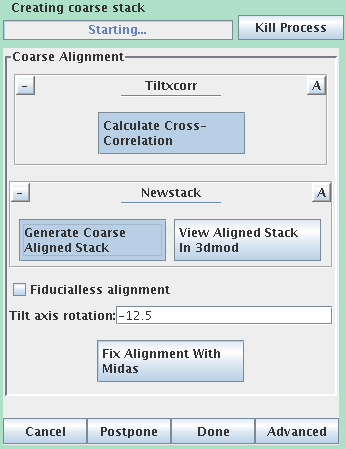 Creating coarse stack
Starting...
Kill Process
Coarse Alignment
- Tiltxcorr A
Calculate Cross-
Correlation
- Newstack A
Generate Coarse
Aligned Stack
View Aligned Stack
In 3dmod
Fiducialless alignment
Tilt axis rotation: -12.5
Fix Alignment With
Midas
Cancel Postpone Done Advanced